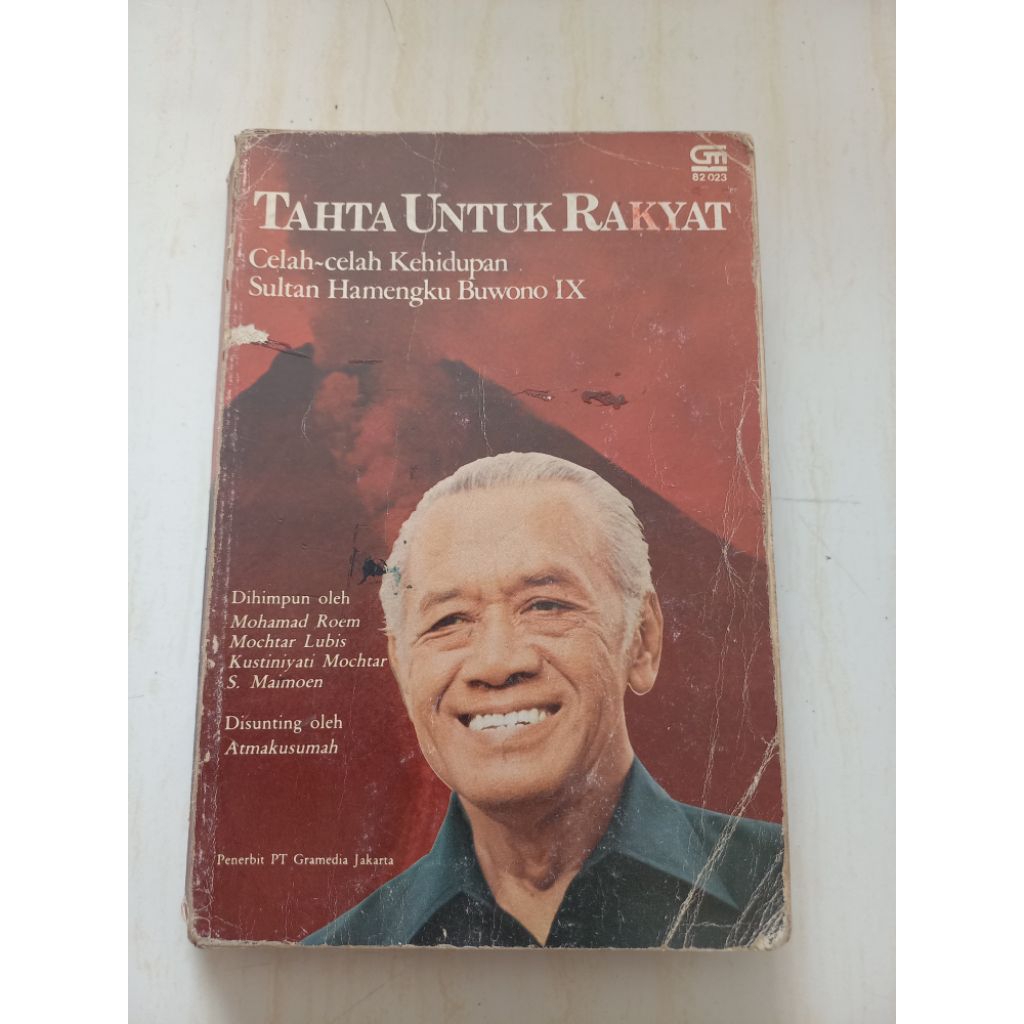 GM
82 023
TAHTA UNTUK RAKYAT
Celah-celah Kehidupan
Sultan Hamengku Buwono IX
Dihimpun oleh
Mohamad Roem
Mochtar Lubis
Kustiniyati Mochtar
S. Maimoen
Disunting oleh
Atmakusumah
Penerbit PT Gramedia Jakarta